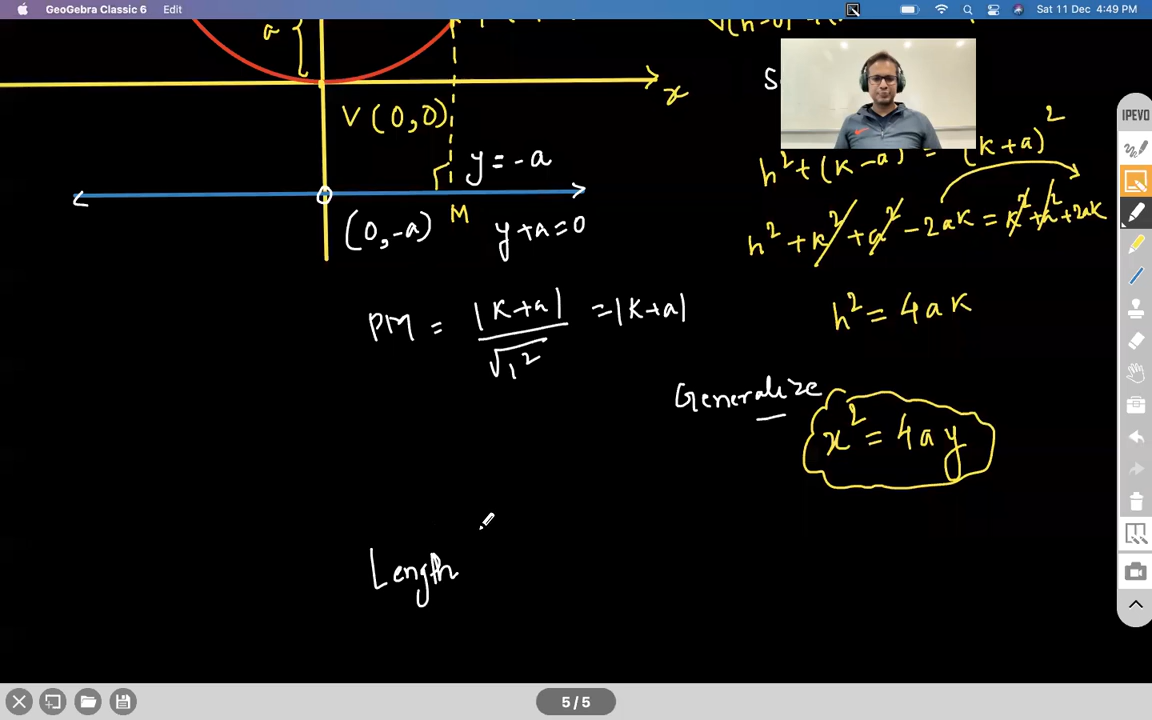 GeoGebra Classic 6 Edit
Sat 11 Dec 4:49 PM
a
x
V (0,0)
y = -a
M
(0,-a)
y+a=0
PM = |K+a| / √1² = |K+a|
S
h² + (K-a)² = (K+a)²
h² + K² + a² - 2aK = K² + a² + 2aK
h² = 4aK
Generalize
x² = 4ay
Length
IPEVO
5/5